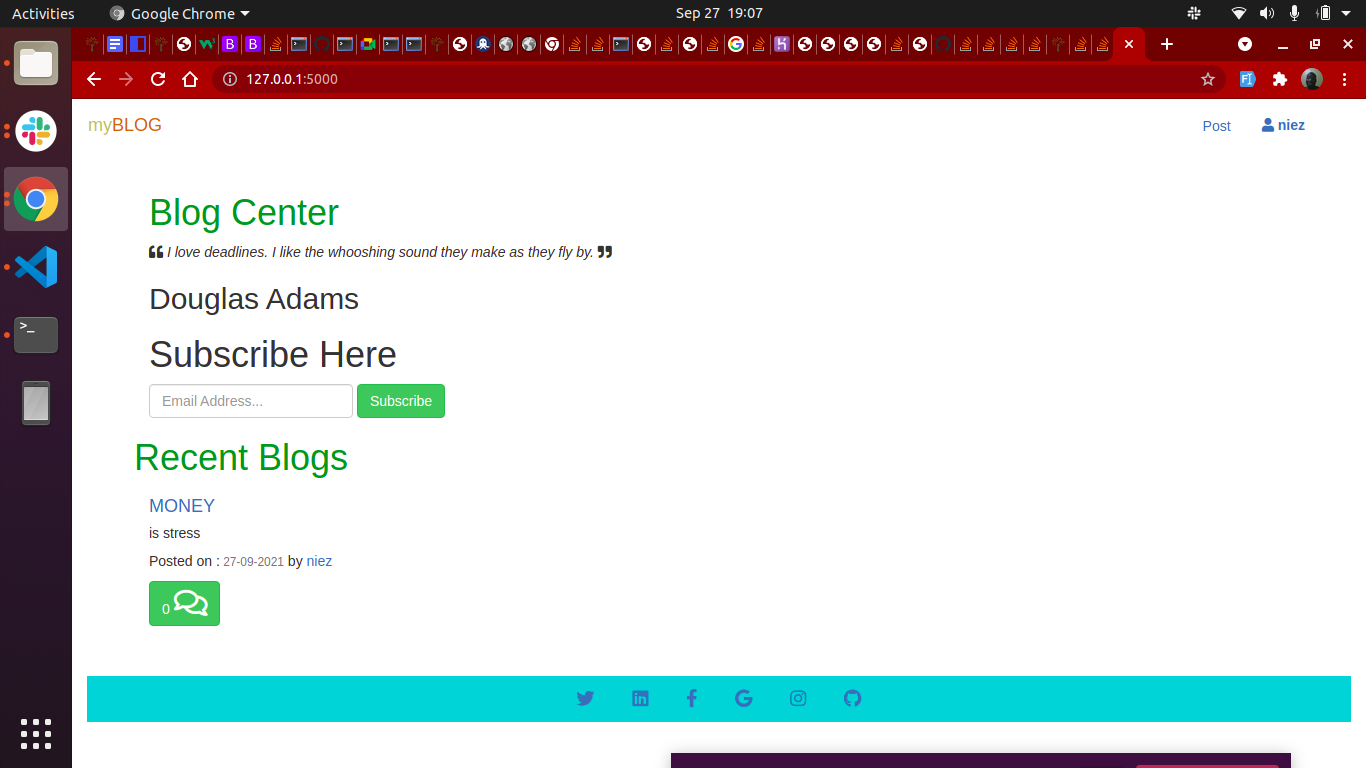 Activities Google Chrome Sep 27 19:07
127.0.0.1:5000
myBLOG Post niez
Blog Center
I love deadlines. I like the whooshing sound they make as they fly by.
Douglas Adams
Subscribe Here
Email Address... Subscribe
Recent Blogs
MONEY
is stress
Posted on : 27-09-2021 by niez
0